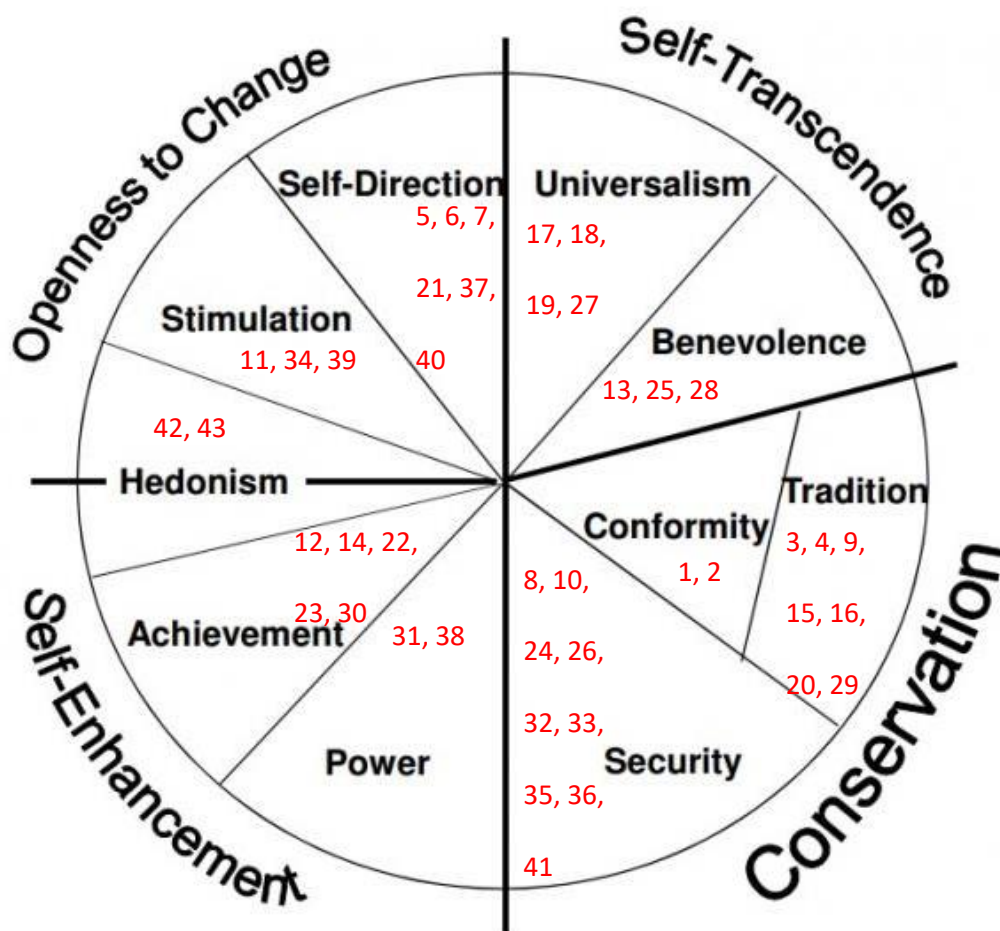 Openness to Change
Self-Transcendence
Self-Direction
5, 6, 7,
21, 37,
40
Universalism
17, 18,
19, 27
Stimulation
11, 34, 39
Benevolence
13, 25, 28
42, 43
Hedonism
Tradition
3, 4, 9,
15, 16,
20, 29
Conformity
1, 2
12, 14, 22,
23, 30
Achievement
31, 38
Power
8, 10,
24, 26,
32, 33,
35, 36,
41
Security
Self-Enhancement
Conservation